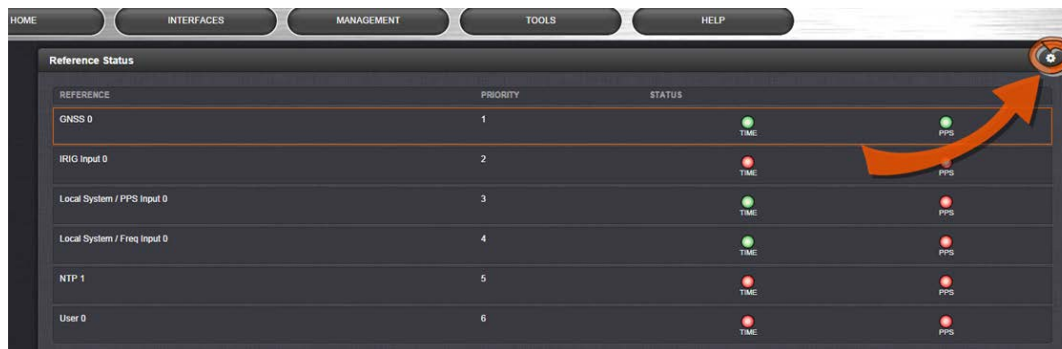 HOME INTERFACES MANAGEMENT TOOLS HELP
Reference Status
REFERENCE PRIORITY STATUS
GNSS 0 1 TIME PPS
IRIG Input 0 2 TIME PPS
Local System / PPS Input 0 3 TIME PPS
Local System / Freq Input 0 4 TIME PPS
NTP 1 5 TIME PPS
User 0 6 TIME PPS